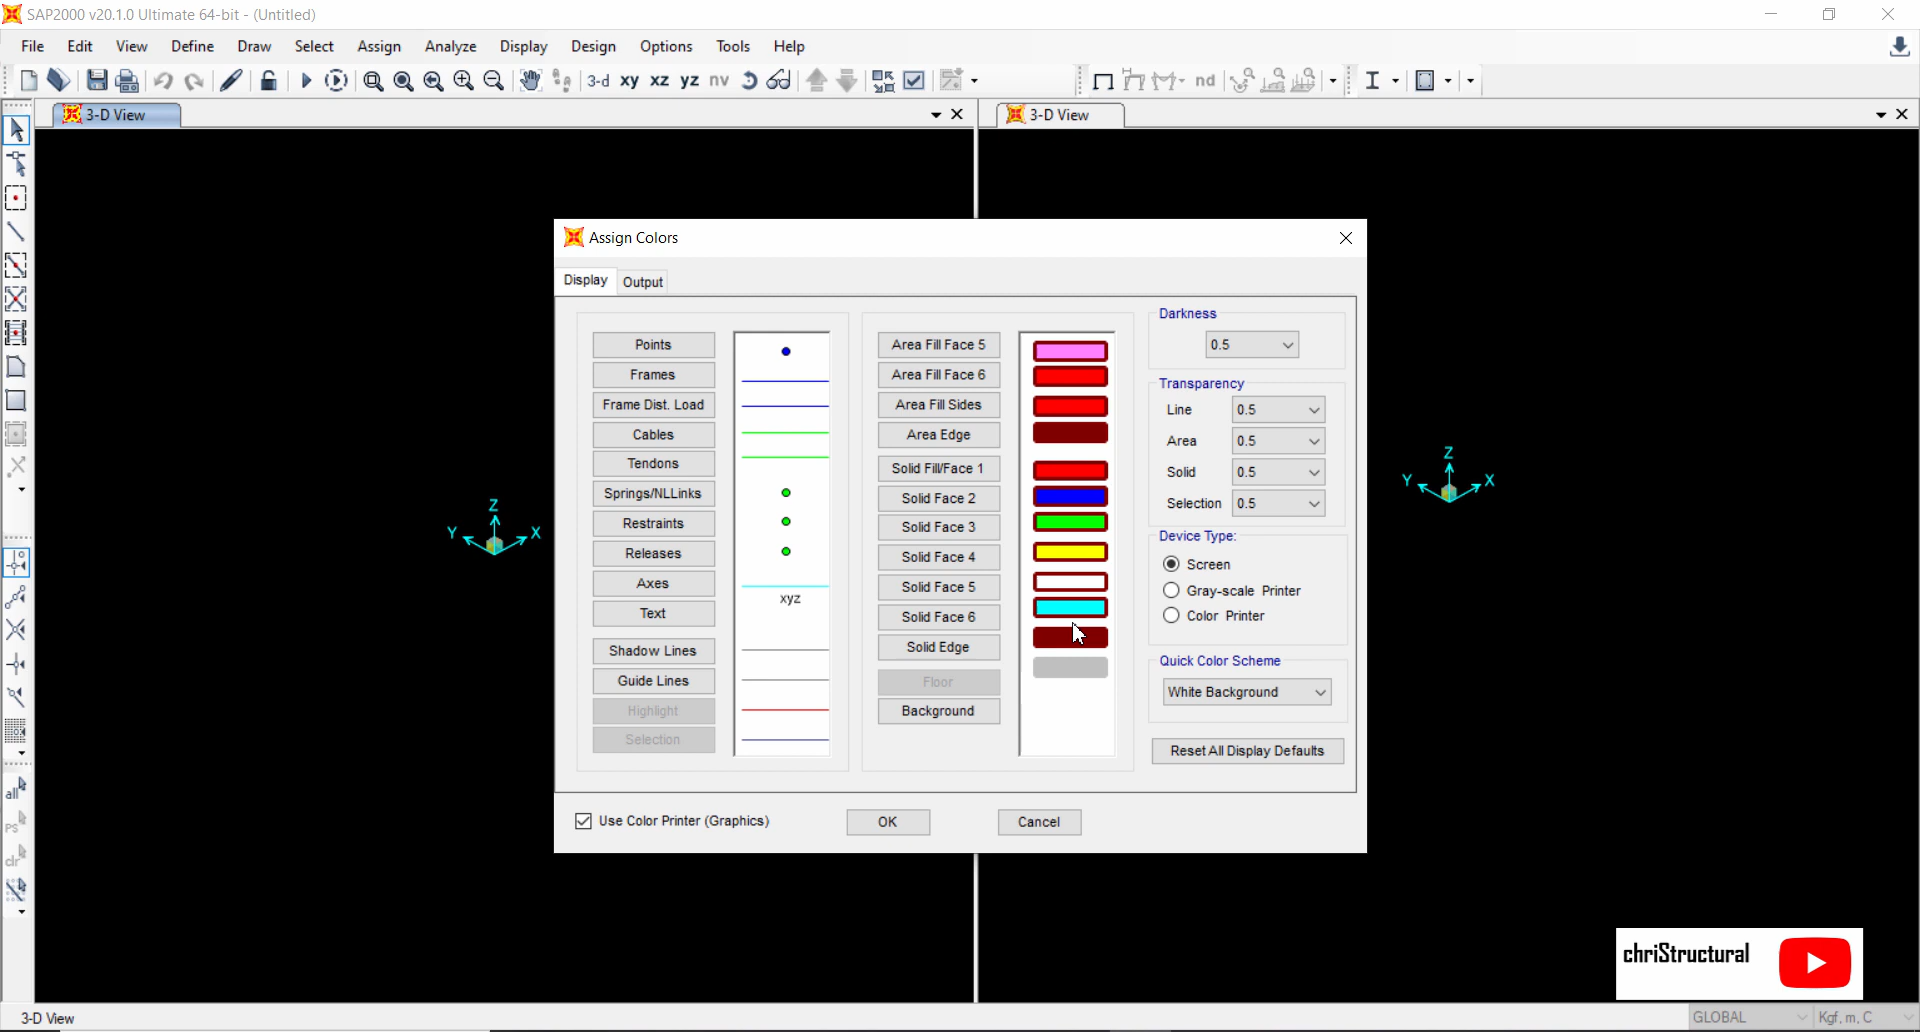 SAP2000 v20.1.0 Ultimate 64-bit - (Untitled)
File Edit View Define Draw Select Assign Analyze Display Design Options Tools Help
3-d xy xz yz nv nd
3-D View
3-D View
Z
Y X
Z
Y X
Assign Colors
Display Output
Points
Frames
Frame Dist. Load
Cables
Tendons
Springs/NLLinks
Restraints
Releases
Axes
Text
Shadow Lines
Guide Lines
Highlight
Selection
xyz
Area Fill Face 5
Area Fill Face 6
Area Fill Sides
Area Edge
Solid Fill/Face 1
Solid Face 2
Solid Face 3
Solid Face 4
Solid Face 5
Solid Face 6
Solid Edge
Floor
Background
Darkness
0.5
Transparency
Line 0.5
Area 0.5
Solid 0.5
Selection 0.5
Device Type:
Screen
Gray-scale Printer
Color Printer
Quick Color Scheme
White Background
Reset All Display Defaults
Use Color Printer (Graphics)
OK
Cancel
all
PS
clr
chriStructural
3-D View
GLOBAL
Kgf, m, C